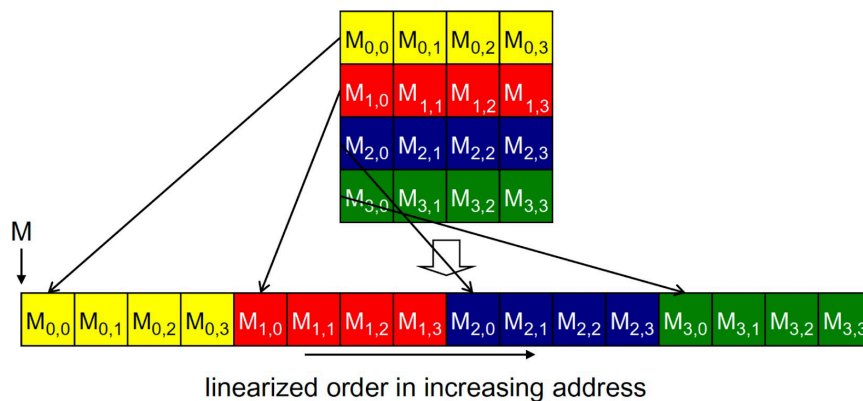 M0,0 M0,1 M0,2 M0,3
M1,0 M1,1 M1,2 M1,3
M2,0 M2,1 M2,2 M2,3
M3,0 M3,1 M3,2 M3,3
M
M0,0 M0,1 M0,2 M0,3 M1,0 M1,1 M1,2 M1,3 M2,0 M2,1 M2,2 M2,3 M3,0 M3,1 M3,2 M3,3
linearized order in increasing address